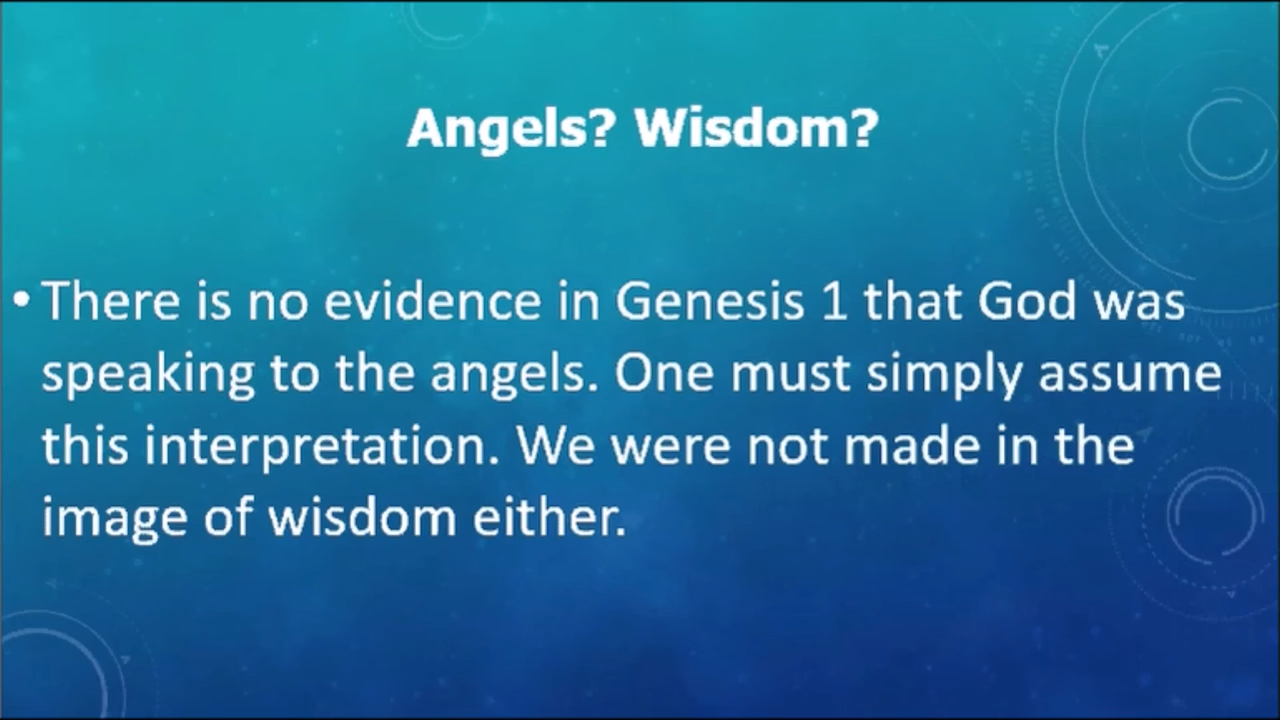 Angels? Wisdom?
• There is no evidence in Genesis 1 that God was
speaking to the angels. One must simply assume
this interpretation. We were not made in the
image of wisdom either.